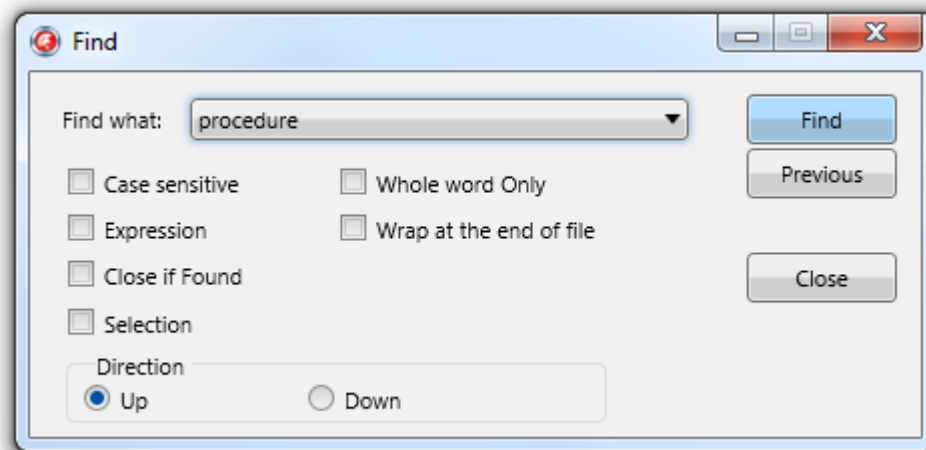 Find
Find what: procedure Find
Case sensitive Whole word Only Previous
Expression Wrap at the end of file
Close if Found Close
Selection
Direction
Up Down